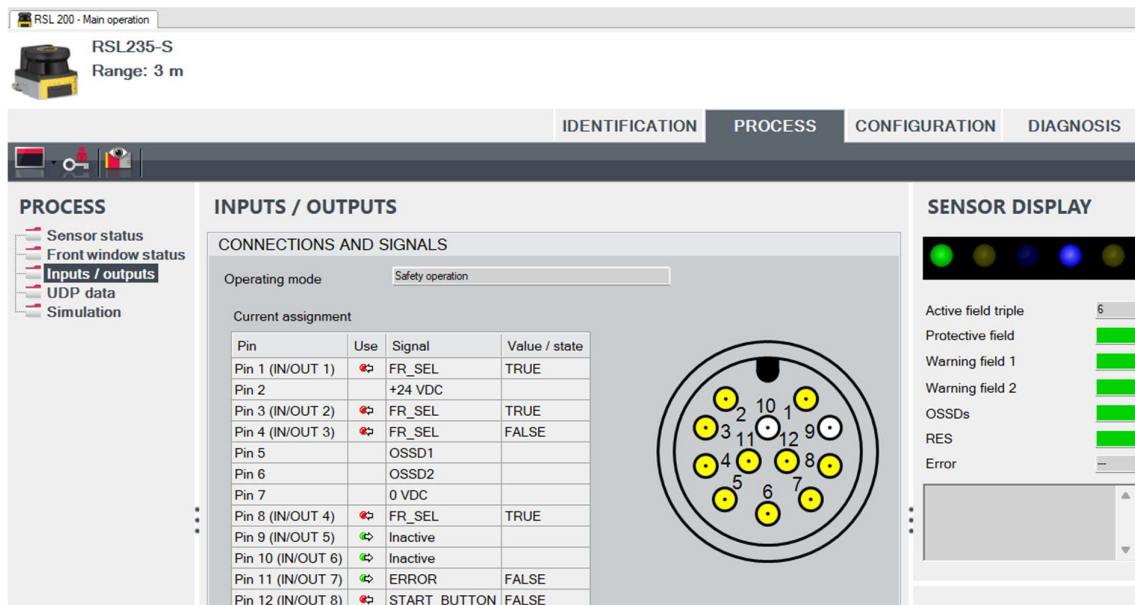 RSL 200 - Main operation
RSL235-S
Range: 3 m
IDENTIFICATION PROCESS CONFIGURATION DIAGNOSIS
PROCESS
Sensor status
Front window status
Inputs / outputs
UDP data
Simulation
INPUTS / OUTPUTS
CONNECTIONS AND SIGNALS
Operating mode Safety operation
Current assignment
Pin Use Signal Value / state
Pin 1 (IN/OUT 1) FR_SEL TRUE
Pin 2 +24 VDC
Pin 3 (IN/OUT 2) FR_SEL TRUE
Pin 4 (IN/OUT 3) FR_SEL FALSE
Pin 5 OSSD1
Pin 6 OSSD2
Pin 7 0 VDC
Pin 8 (IN/OUT 4) FR_SEL TRUE
Pin 9 (IN/OUT 5) Inactive
Pin 10 (IN/OUT 6) Inactive
Pin 11 (IN/OUT 7) ERROR FALSE
Pin 12 (IN/OUT 8) START_BUTTON FALSE
2 10 1
3 11 12 9
4 8
5 6 7
SENSOR DISPLAY
Active field triple 6
Protective field
Warning field 1
Warning field 2
OSSDs
RES
Error ---